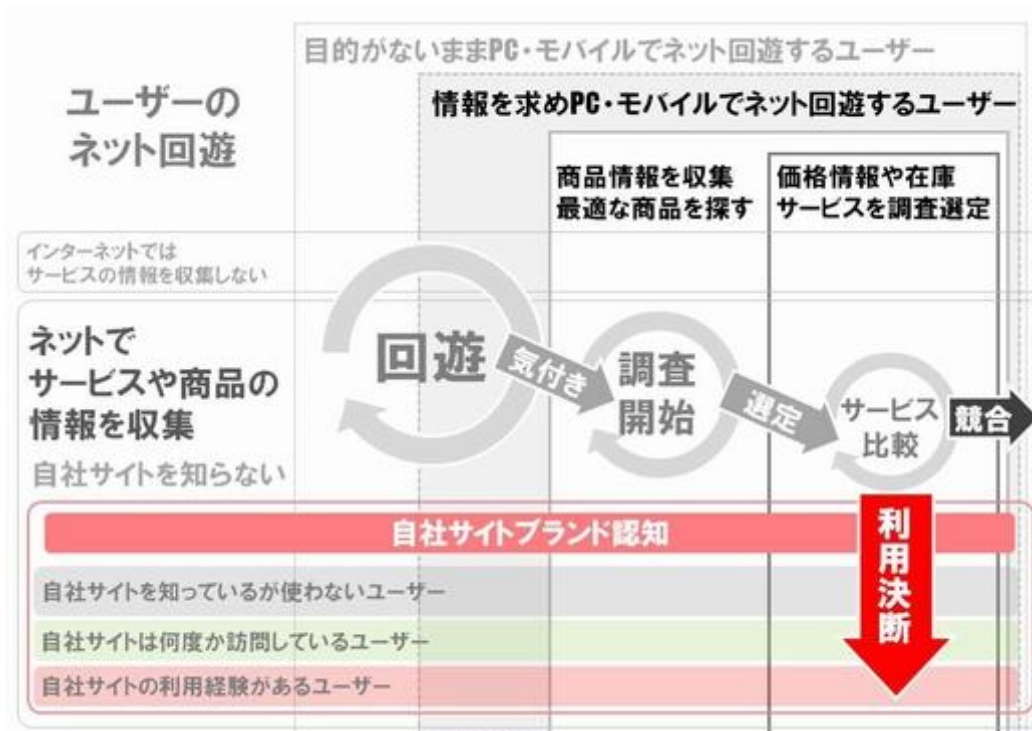 目的がないままPC・モバイルでネット回遊するユーザー
ユーザーの
ネット回遊
情報を求めPC・モバイルでネット回遊するユーザー
商品情報を収集
最適な商品を探す
価格情報や在庫
サービスを調査選定
インターネットでは
サービスの情報を収集しない
ネットで
サービスや商品の
情報を収集
自社サイトを知らない
回遊
気付き
調査
開始
選定
サービス
比較
競合
自社サイトブランド認知
利用決断
自社サイトを知っているが使わないユーザー
自社サイトは何度か訪問しているユーザー
自社サイトの利用経験があるユーザー